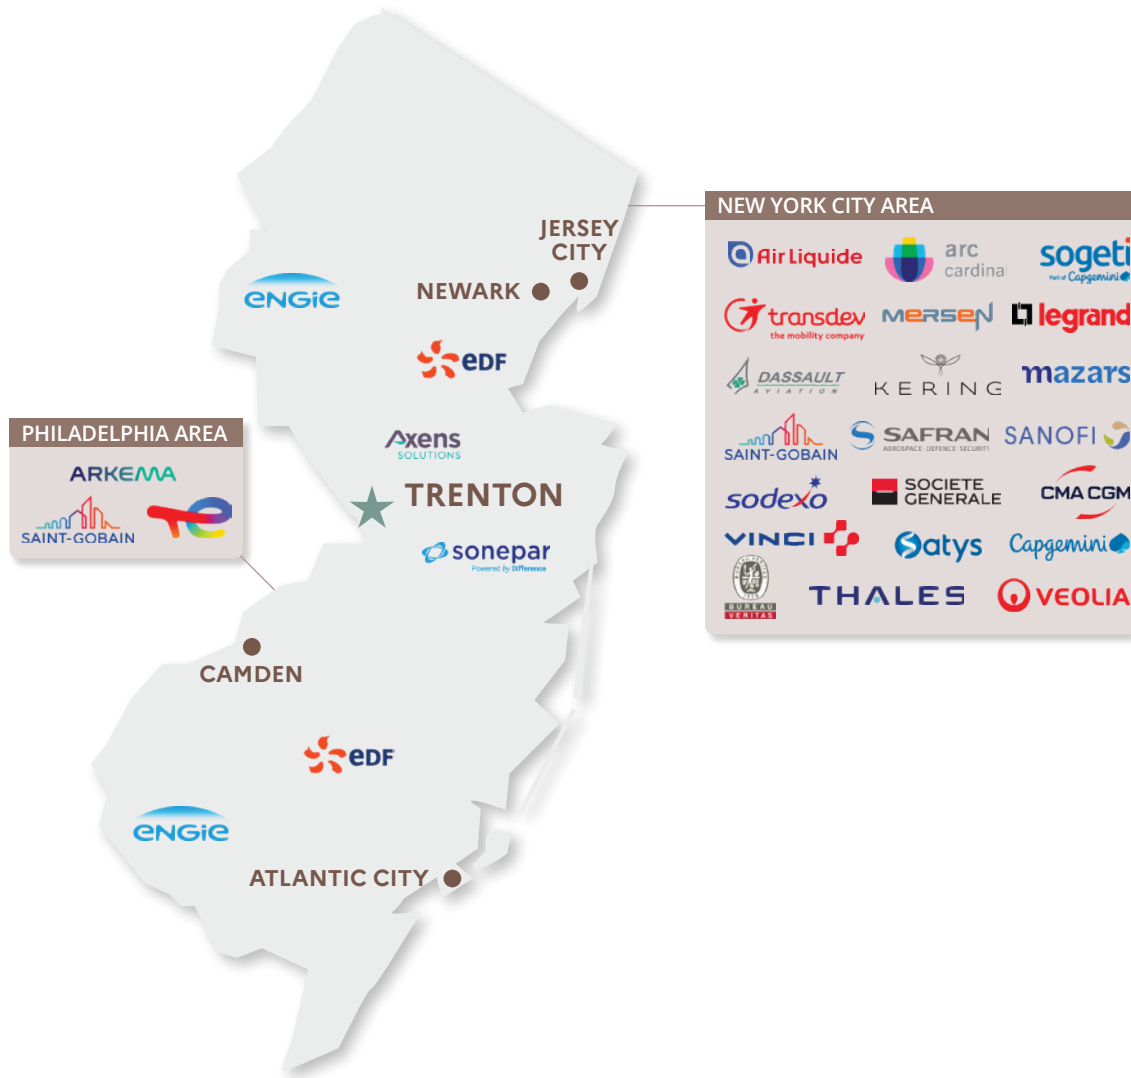 JERSEY
CITY
NEWARK
ENGIE
eDF
Axens
SOLUTIONS
TRENTON
sonepar
Powered by Difference
CAMDEN
eDF
ENGIE
ATLANTIC CITY
PHILADELPHIA AREA
ARKEMA
SAINT-GOBAIN
NEW YORK CITY AREA
Air Liquide
arc
cardinal
sogeti
Part of Capgemini
transdev
the mobility company
MERSEN
legrand
DASSAULT
AVIATION
KERING
mazars
SAINT-GOBAIN
SAFRAN
AEROSPACE · DEFENCE · SECURITY
SANOFI
sodexo
SOCIETE
GENERALE
CMA CGM
VINCI
Satys
Capgemini
BUREAU
VERITAS
THALES
VEOLIA